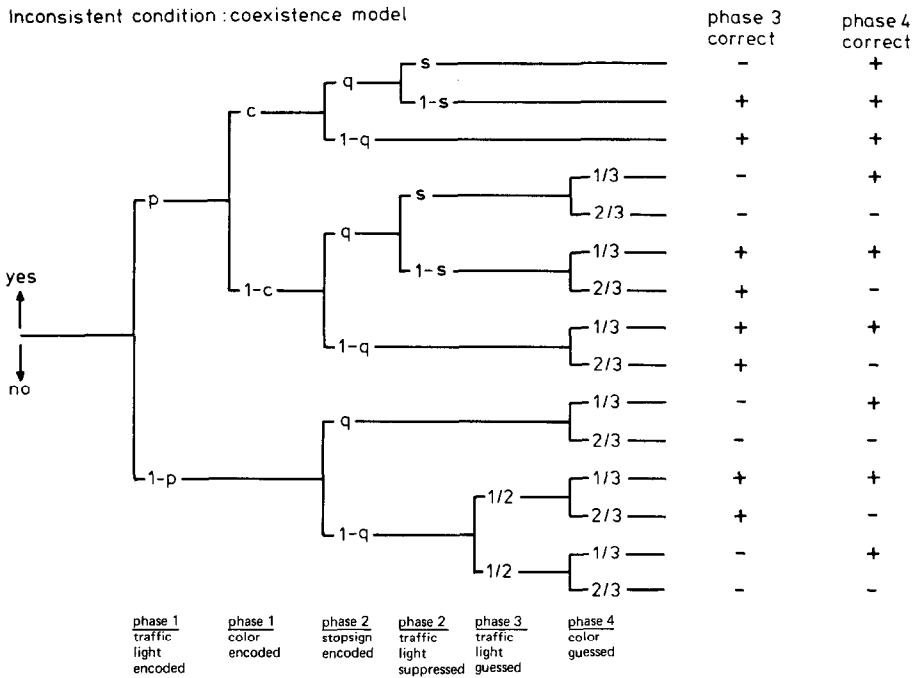 Inconsistent condition : coexistence model
phase 3 correct
phase 4 correct
s - +
q
c 1-s + +
1-q + +
1/3 - +
s
p 2/3 - -
q
1/3 + +
1-s
yes 1-c 2/3 + -
1/3 + +
1-q
no 2/3 + -
1/3 - +
q
2/3 - -
1-p
1/3 + +
1/2
2/3 + -
1-q
1/3 - +
1/2
2/3 - -
phase 1 traffic light encoded
phase 1 color encoded
phase 2 stopsign encoded
phase 2 traffic light suppressed
phase 3 traffic light guessed
phase 4 color guessed